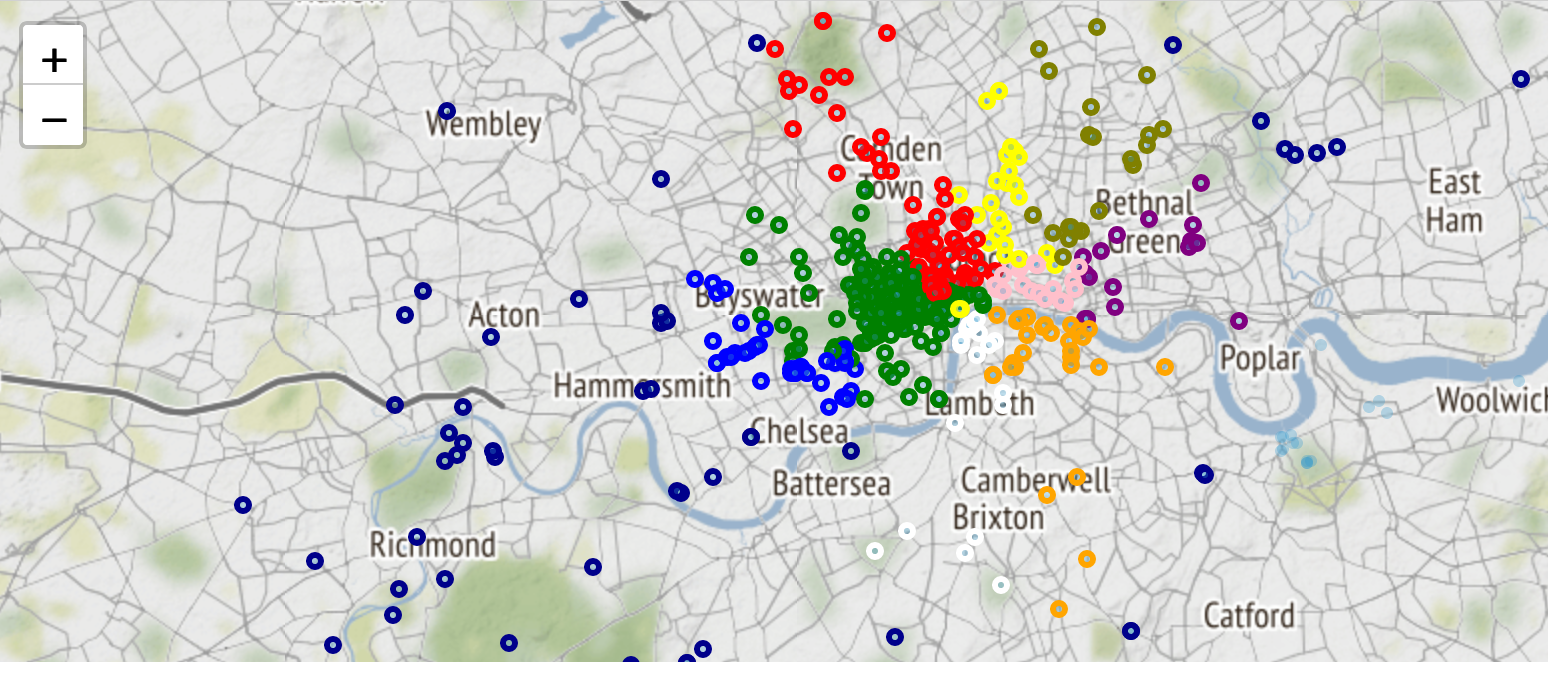 +
−
Wembley
Camden
Town
East
Ham
Bethnal
Green
Bayswater
Acton
Poplar
Hammersmith
Woolwich
Lambeth
Chelsea
Battersea
Camberwell
Brixton
Richmond
Catford